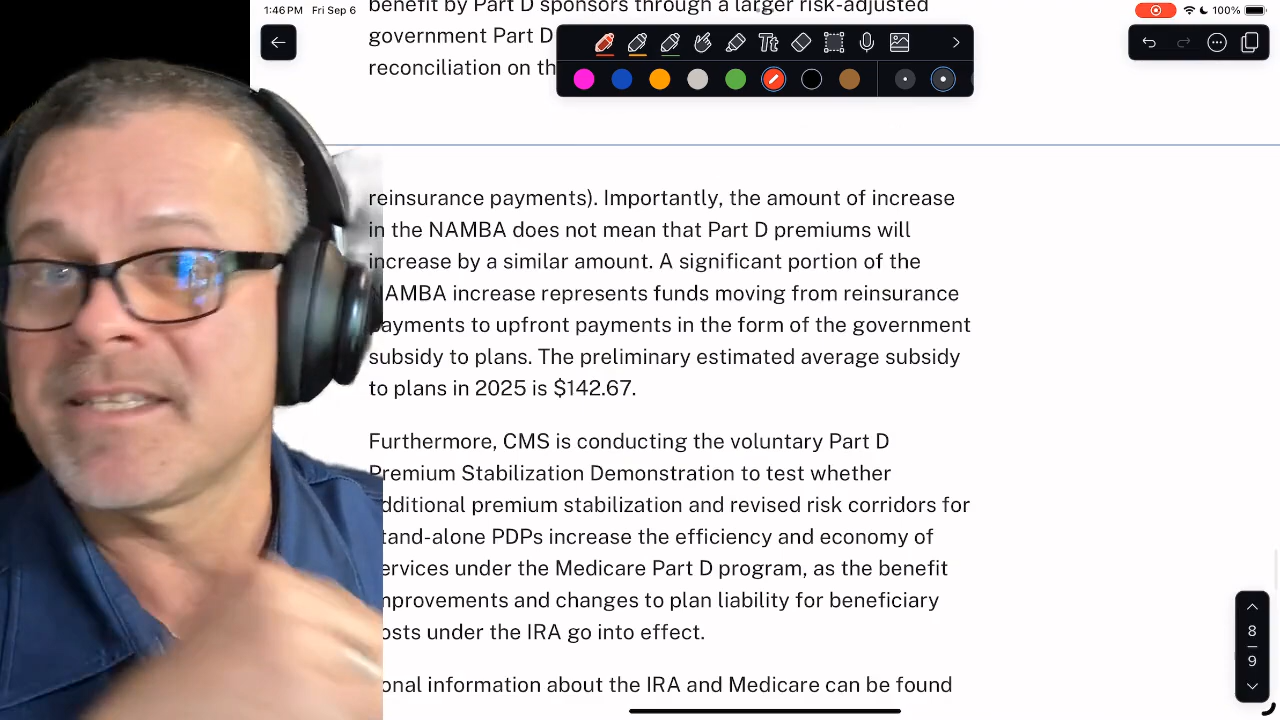 1:46 PM Fri Sep 6
100%
benefit by Part D sponsors through a larger risk-adjusted
government Part D
reconciliation on th
Tt
reinsurance payments). Importantly, the amount of increase
in the NAMBA does not mean that Part D premiums will
increase by a similar amount. A significant portion of the
NAMBA increase represents funds moving from reinsurance
payments to upfront payments in the form of the government
subsidy to plans. The preliminary estimated average subsidy
to plans in 2025 is $142.67.
Furthermore, CMS is conducting the voluntary Part D
Premium Stabilization Demonstration to test whether
dditional premium stabilization and revised risk corridors for
tand-alone PDPs increase the efficiency and economy of
ervices under the Medicare Part D program, as the benefit
mprovements and changes to plan liability for beneficiary
osts under the IRA go into effect.
onal information about the IRA and Medicare can be found
8
9